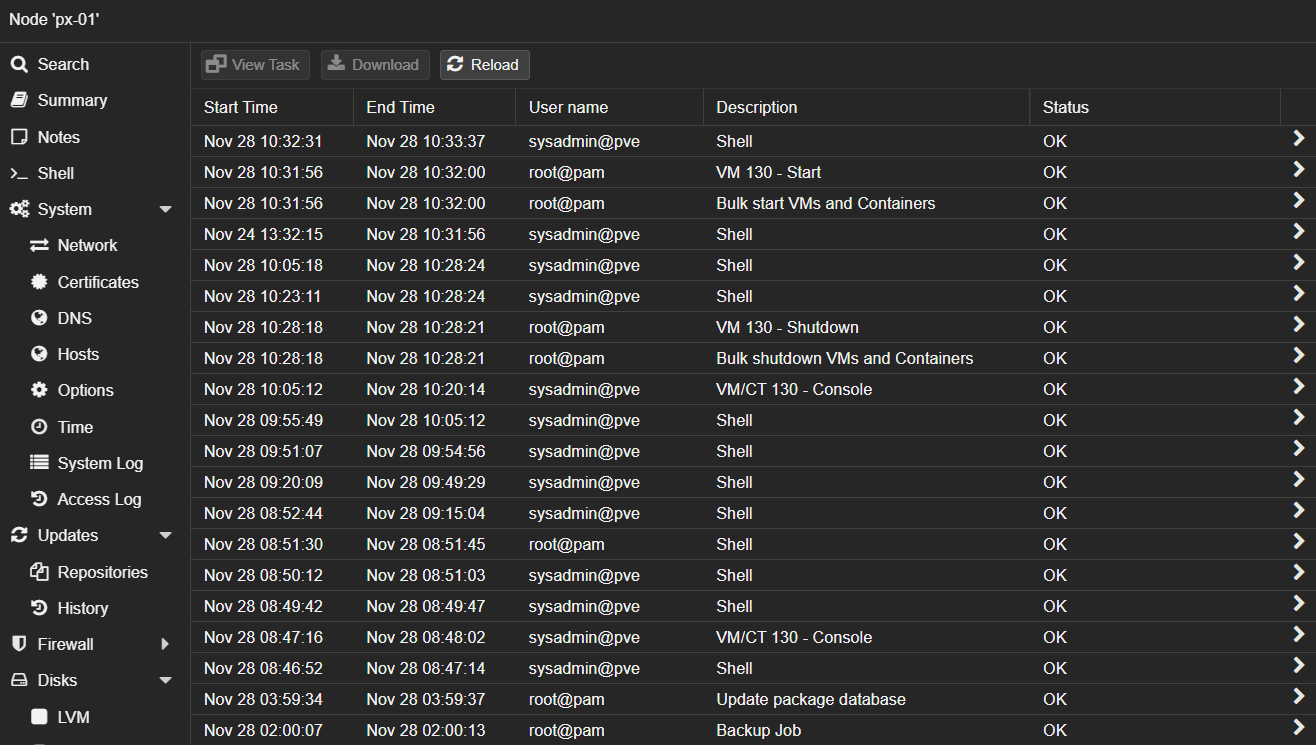 Node 'px-01'
Search
Summary
Notes
Shell
System
Network
Certificates
DNS
Hosts
Options
Time
System Log
Access Log
Updates
Repositories
History
Firewall
Disks
LVM
View Task Download Reload
Start Time End Time User name Description Status
Nov 28 10:32:31 Nov 28 10:33:37 sysadmin@pve Shell OK
Nov 28 10:31:56 Nov 28 10:32:00 root@pam VM 130 - Start OK
Nov 28 10:31:56 Nov 28 10:32:00 root@pam Bulk start VMs and Containers OK
Nov 24 13:32:15 Nov 28 10:31:56 sysadmin@pve Shell OK
Nov 28 10:05:18 Nov 28 10:28:24 sysadmin@pve Shell OK
Nov 28 10:23:11 Nov 28 10:28:24 sysadmin@pve Shell OK
Nov 28 10:28:18 Nov 28 10:28:21 root@pam VM 130 - Shutdown OK
Nov 28 10:28:18 Nov 28 10:28:21 root@pam Bulk shutdown VMs and Containers OK
Nov 28 10:05:12 Nov 28 10:20:14 sysadmin@pve VM/CT 130 - Console OK
Nov 28 09:55:49 Nov 28 10:05:12 sysadmin@pve Shell OK
Nov 28 09:51:07 Nov 28 09:54:56 sysadmin@pve Shell OK
Nov 28 09:20:09 Nov 28 09:49:29 sysadmin@pve Shell OK
Nov 28 08:52:44 Nov 28 09:15:04 sysadmin@pve Shell OK
Nov 28 08:51:30 Nov 28 08:51:45 root@pam Shell OK
Nov 28 08:50:12 Nov 28 08:51:03 sysadmin@pve Shell OK
Nov 28 08:49:42 Nov 28 08:49:47 sysadmin@pve Shell OK
Nov 28 08:47:16 Nov 28 08:48:02 sysadmin@pve VM/CT 130 - Console OK
Nov 28 08:46:52 Nov 28 08:47:14 sysadmin@pve Shell OK
Nov 28 03:59:34 Nov 28 03:59:37 root@pam Update package database OK
Nov 28 02:00:07 Nov 28 02:00:13 root@pam Backup Job OK